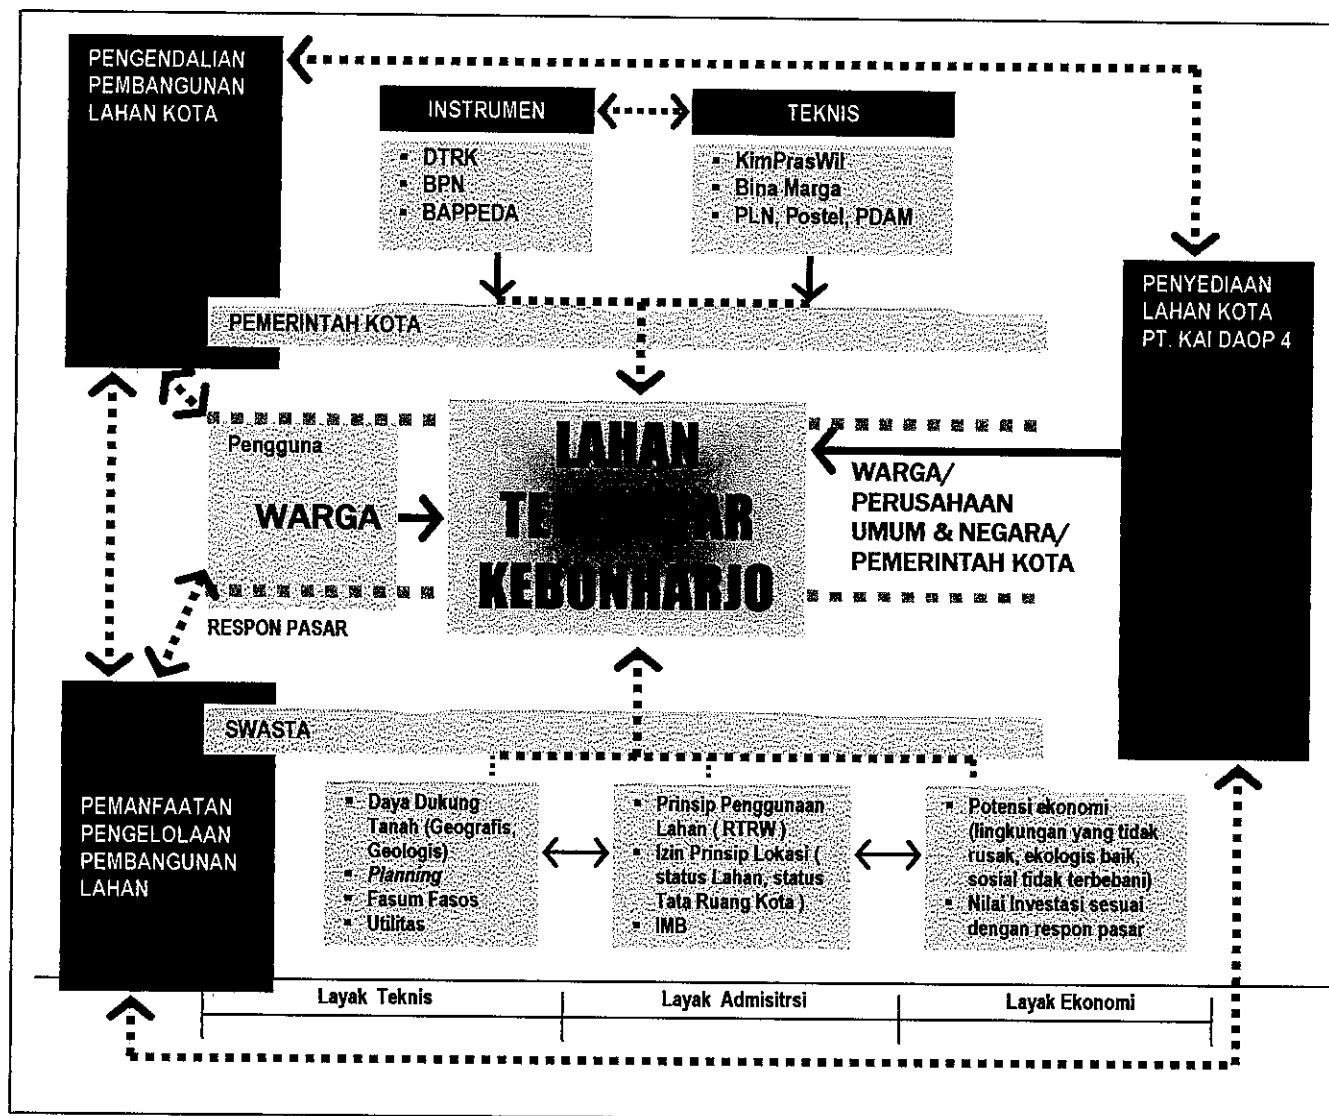 PENGENDALIAN
PEMBANGUNAN
LAHAN KOTA
INSTRUMEN
TEKNIS
▪ DTRK
▪ BPN
▪ BAPPEDA
▪ KimPrasWil
▪ Bina Marga
▪ PLN, Postel, PDAM
PENYEDIAAN
LAHAN KOTA
PT. KAI DAOP 4
PEMERINTAH KOTA
Pengguna
WARGA
RESPON PASAR
LAHAN
KEBONHARJO
WARGA/
PERUSAHAAN
UMUM & NEGARA/
PEMERINTAH KOTA
SWASTA
PEMANFAATAN
PENGELOLAAN
PEMBANGUNAN
LAHAN
▪ Daya Dukung
Tanah (Geografis,
Geologis)
▪ Planning
▪ Fasum Fasos
▪ Utilitas
▪ Prinsip Penggunaan
Lahan ( RTRW )
▪ Izin Prinsip Lokasi (
status Lahan, status
Tata Ruang Kota )
▪ IMB
▪ Potensi ekonomi
(lingkungan yang tidak
rusak, ekologis baik,
sosial tidak terbebani)
▪ Nilai Investasi sesuai
dengan respon pasar
Layak Teknis
Layak Admisitrsi
Layak Ekonomi